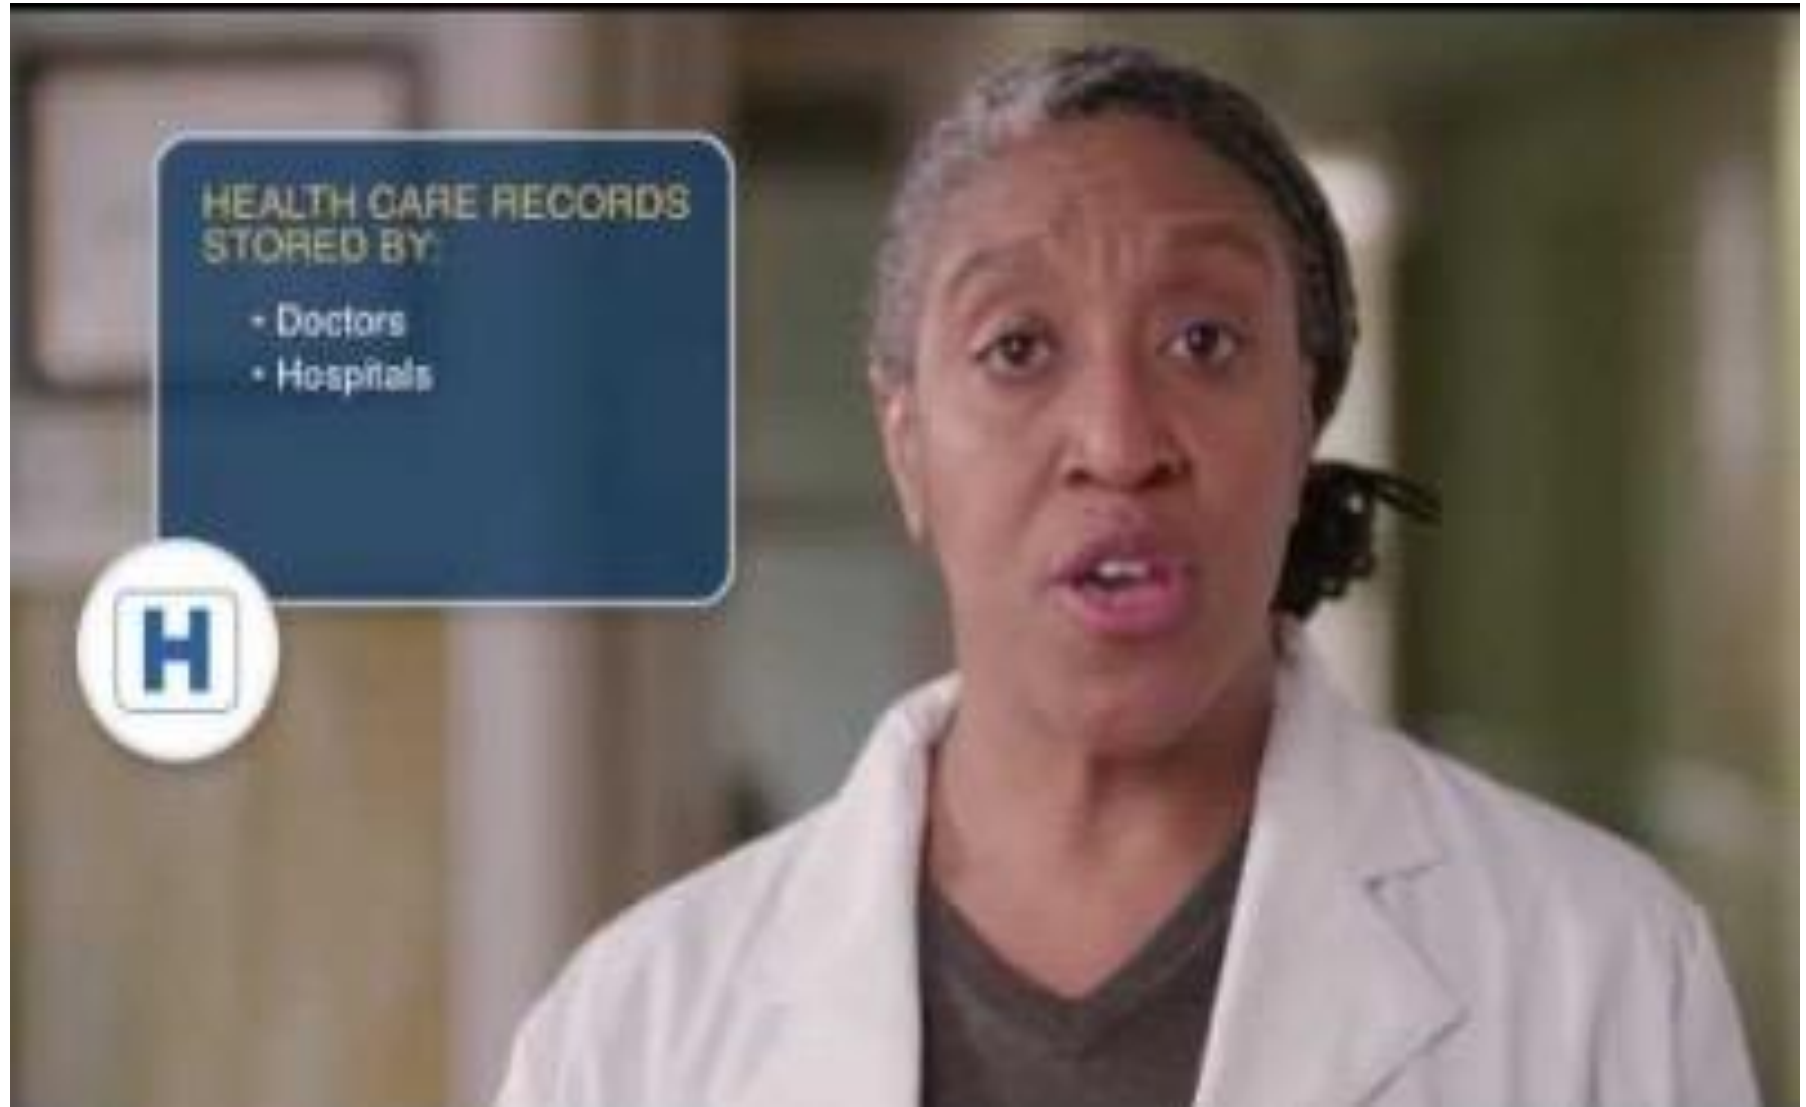 HEALTH CARE RECORDS
STORED BY:
• Doctors
• Hospitals
H